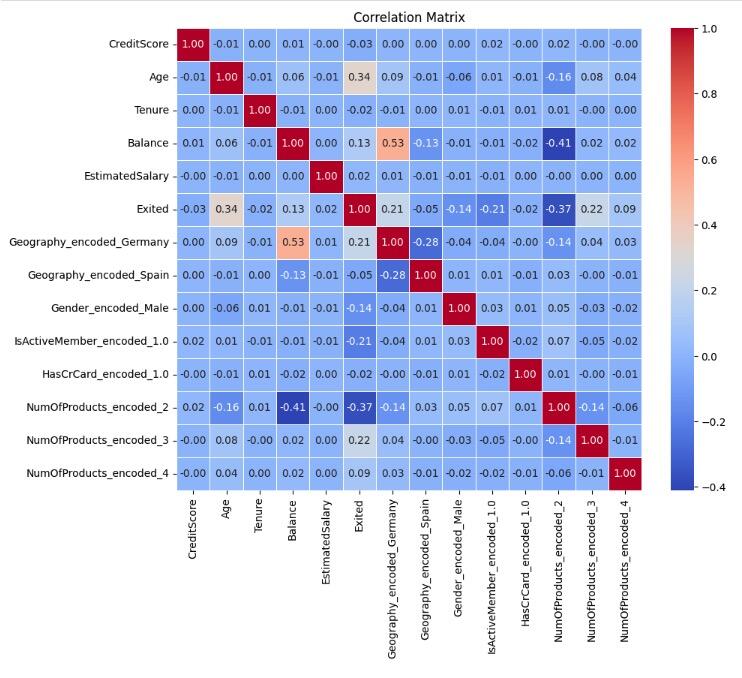 Correlation Matrix
CreditScore 1.00 -0.01 0.00 0.01 -0.00 -0.03 0.00 0.00 0.00 0.02 -0.00 0.02 -0.00 -0.00
Age -0.01 1.00 -0.01 0.06 -0.01 0.34 0.09 -0.01 -0.06 0.01 -0.01 -0.16 0.08 0.04
Tenure 0.00 -0.01 1.00 -0.01 0.00 -0.02 -0.01 0.00 0.01 -0.01 0.01 0.01 -0.00 0.00
Balance 0.01 0.06 -0.01 1.00 0.00 0.13 0.53 -0.13 -0.01 -0.01 -0.02 -0.41 0.02 0.02
EstimatedSalary -0.00 -0.01 0.00 0.00 1.00 0.02 0.01 -0.01 -0.01 -0.01 0.00 -0.00 0.00 0.00
Exited -0.03 0.34 -0.02 0.13 0.02 1.00 0.21 -0.05 -0.14 -0.21 -0.02 -0.37 0.22 0.09
Geography_encoded_Germany 0.00 0.09 -0.01 0.53 0.01 0.21 1.00 -0.28 -0.04 -0.04 -0.00 -0.14 0.04 0.03
Geography_encoded_Spain 0.00 -0.01 0.00 -0.13 -0.01 -0.05 -0.28 1.00 0.01 0.01 -0.01 0.03 -0.00 -0.01
Gender_encoded_Male 0.00 -0.06 0.01 -0.01 -0.01 -0.14 -0.04 0.01 1.00 0.03 0.01 0.05 -0.03 -0.02
IsActiveMember_encoded_1.0 0.02 0.01 -0.01 -0.01 -0.01 -0.21 -0.04 0.01 0.03 1.00 -0.02 0.07 -0.05 -0.02
HasCrCard_encoded_1.0 -0.00 -0.01 0.01 -0.02 0.00 -0.02 -0.00 -0.01 0.01 -0.02 1.00 0.01 -0.00 -0.01
NumOfProducts_encoded_2 0.02 -0.16 0.01 -0.41 -0.00 -0.37 -0.14 0.03 0.05 0.07 0.01 1.00 -0.14 -0.06
NumOfProducts_encoded_3 -0.00 0.08 -0.00 0.02 0.00 0.22 0.04 -0.00 -0.03 -0.05 -0.00 -0.14 1.00 -0.01
NumOfProducts_encoded_4 -0.00 0.04 0.00 0.02 0.00 0.09 0.03 -0.01 -0.02 -0.02 -0.01 -0.06 -0.01 1.00
CreditScore
Age
Tenure
Balance
EstimatedSalary
Exited
Geography_encoded_Germany
Geography_encoded_Spain
Gender_encoded_Male
IsActiveMember_encoded_1.0
HasCrCard_encoded_1.0
NumOfProducts_encoded_2
NumOfProducts_encoded_3
NumOfProducts_encoded_4
1.0
0.8
0.6
0.4
0.2
0.0
−0.2
−0.4